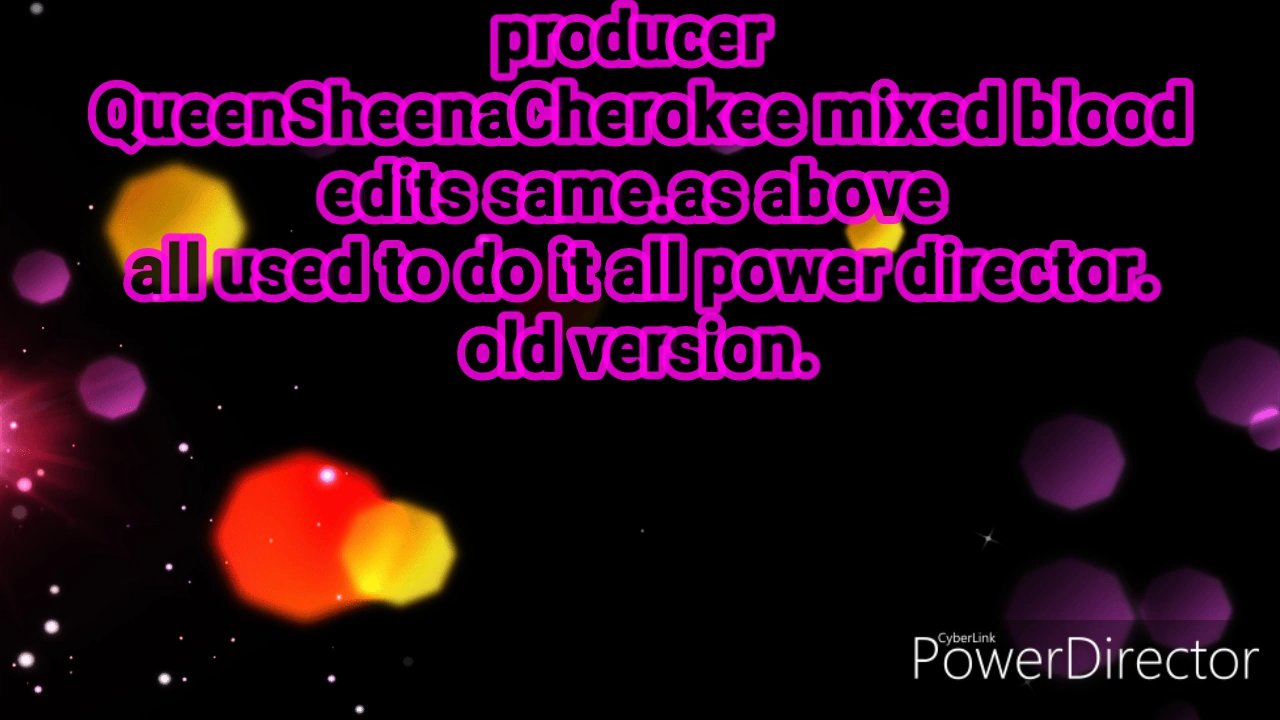 producer
QueenSheenaCherokee mixed blood
edits same.as above
all used to do it all power director.
old version.
CyberLink
PowerDirector